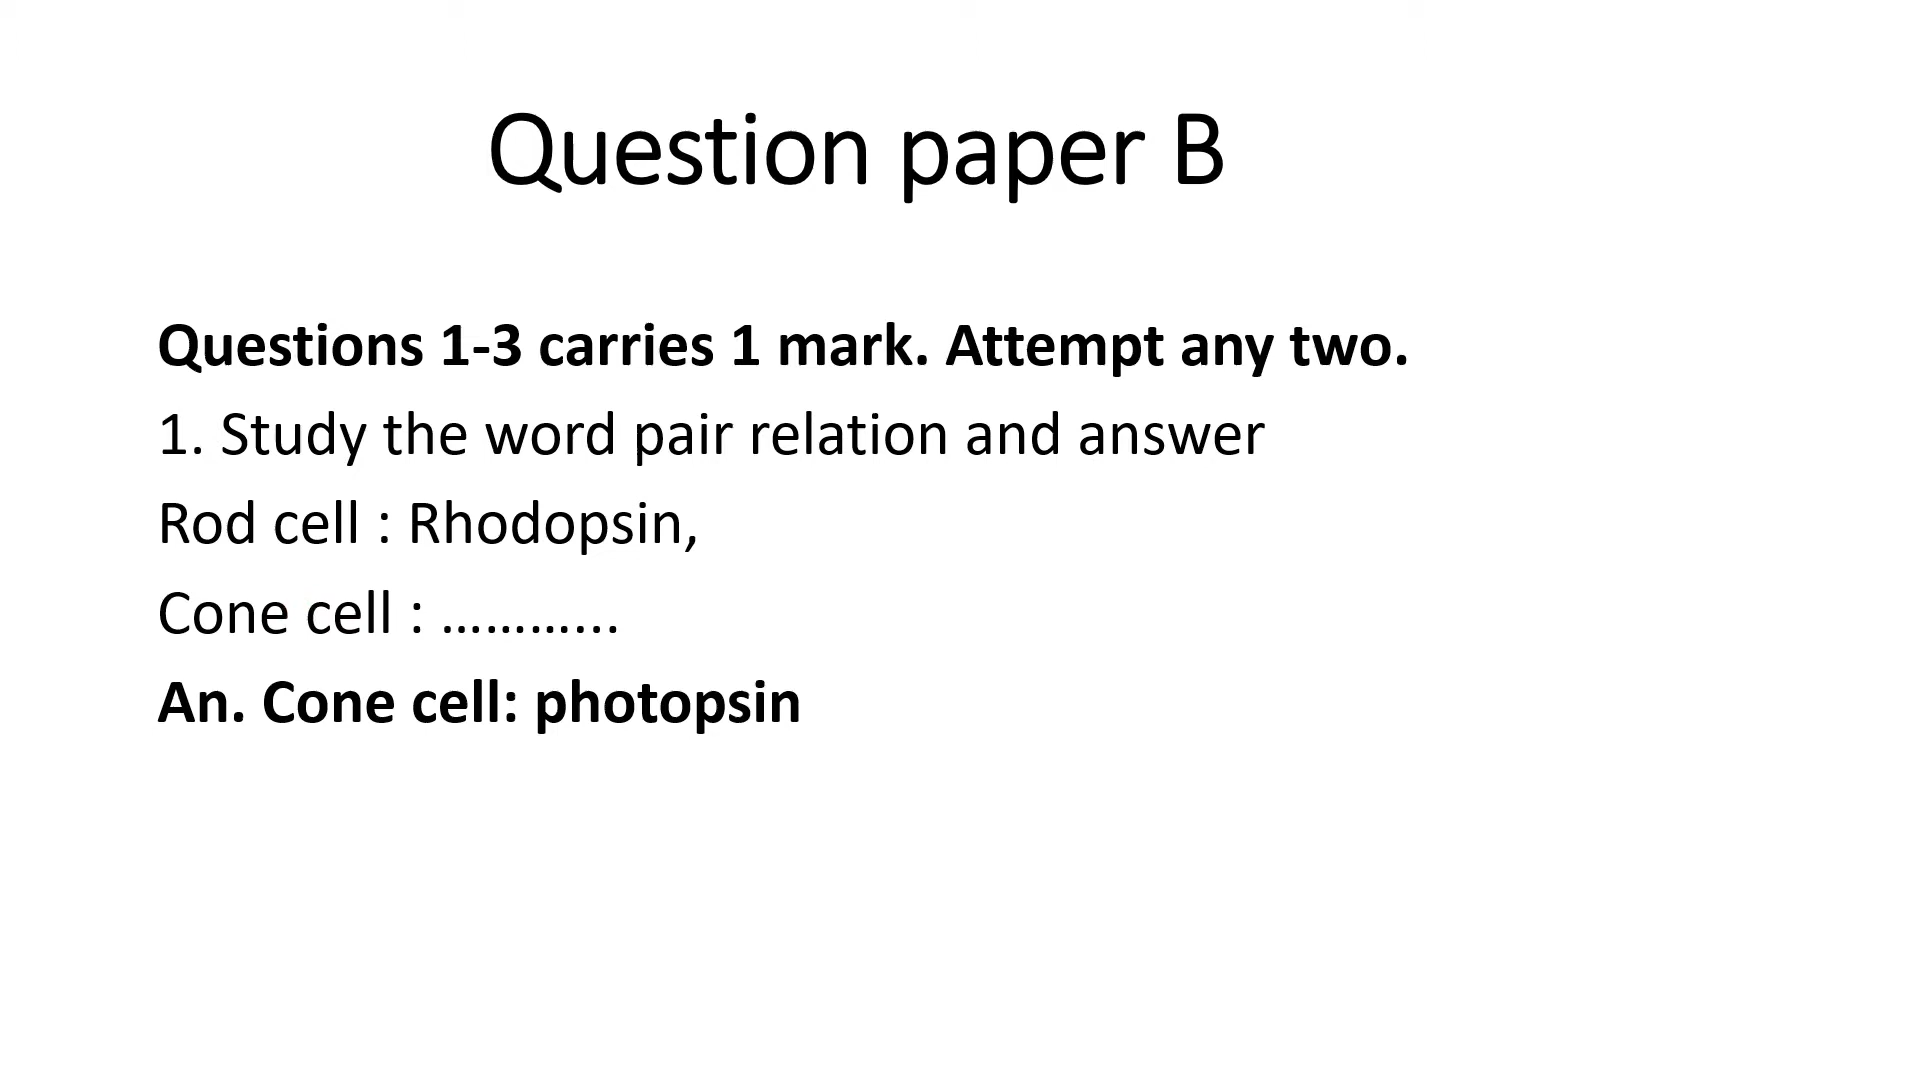 Question paper B
Questions 1-3 carries 1 mark. Attempt any two.
1. Study the word pair relation and answer
Rod cell : Rhodopsin,
Cone cell : ………...
An. Cone cell: photopsin